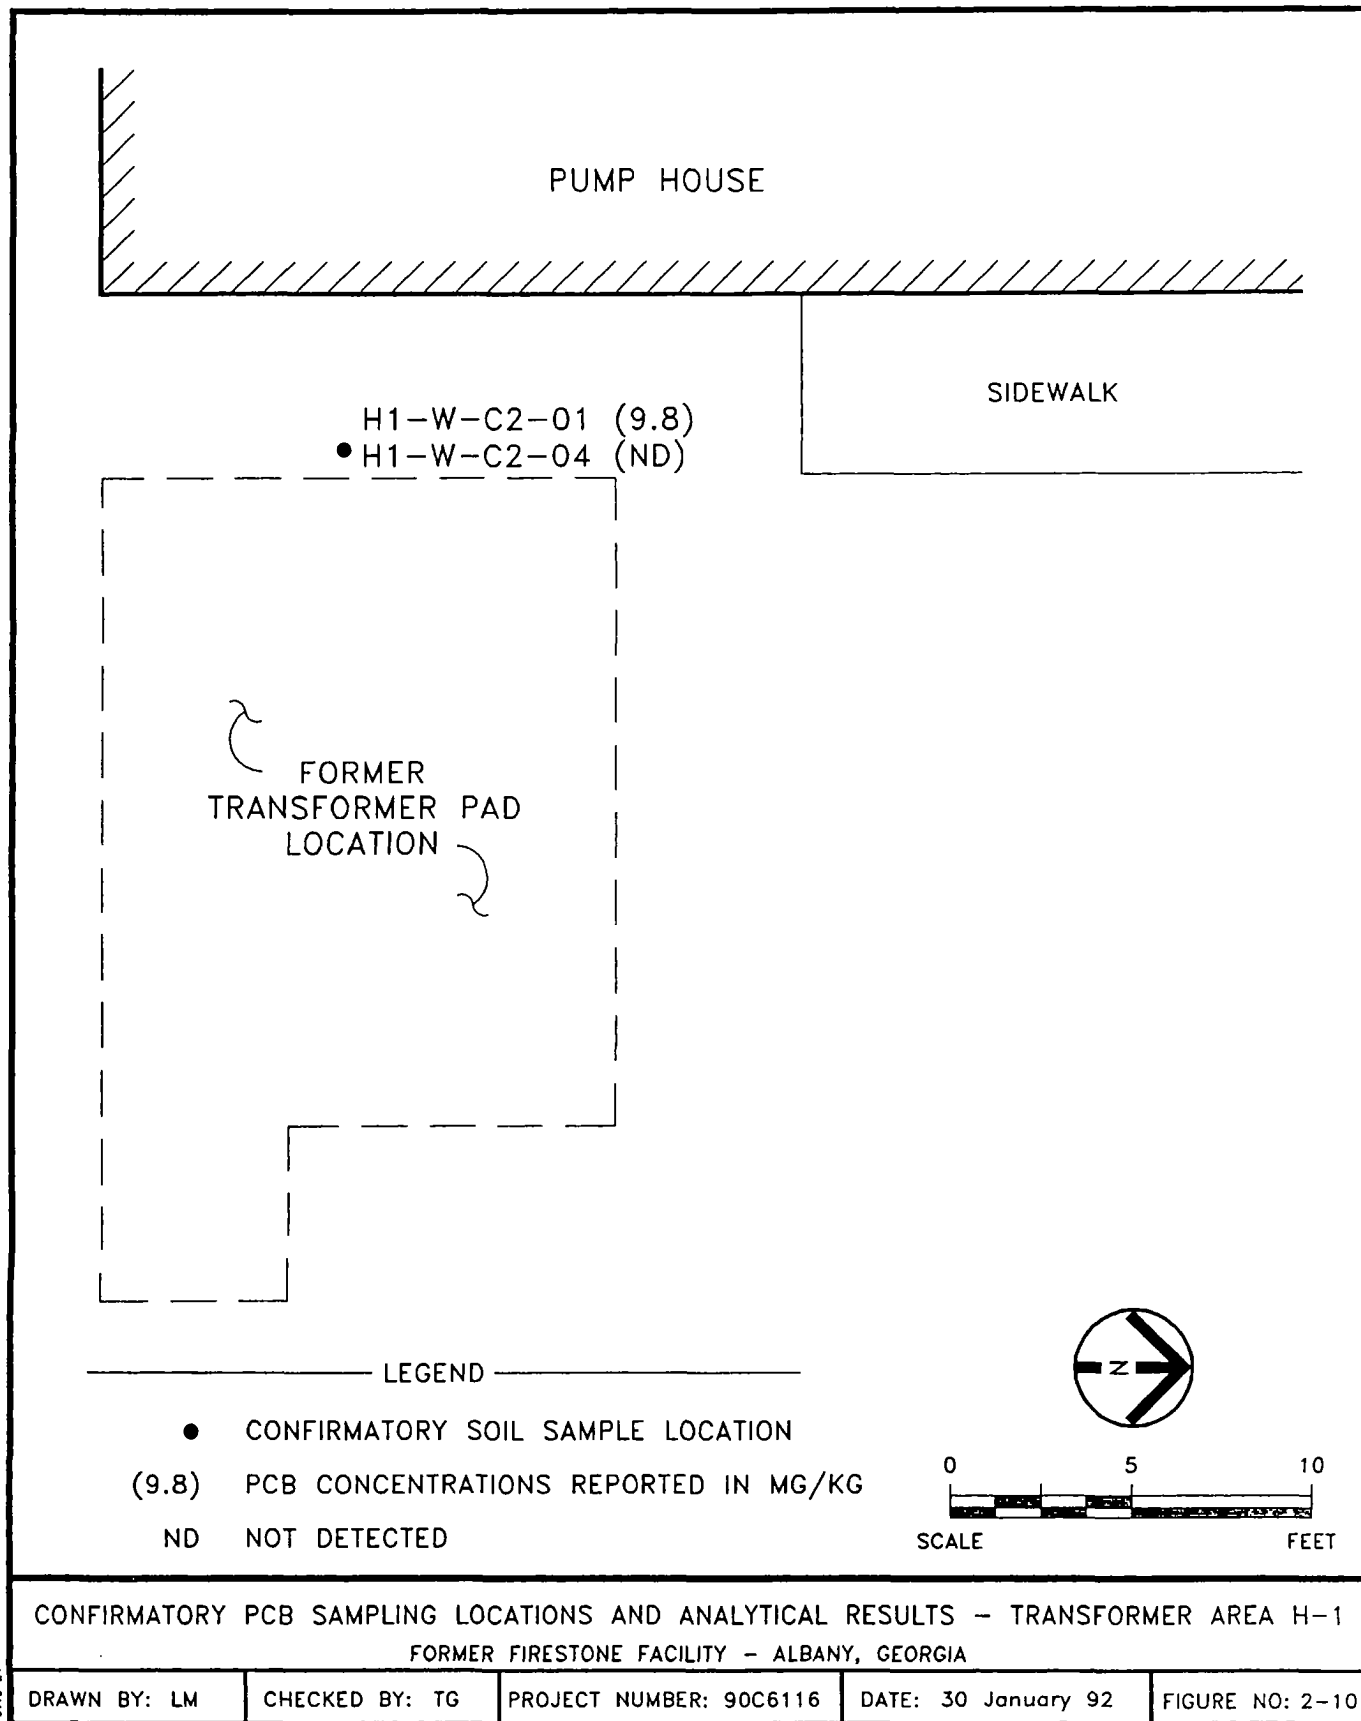 PUMP HOUSE
SIDEWALK
H1-W-C2-01 (9.8)
H1-W-C2-04 (ND)
FORMER
TRANSFORMER PAD
LOCATION
LEGEND
CONFIRMATORY SOIL SAMPLE LOCATION
(9.8) PCB CONCENTRATIONS REPORTED IN MG/KG
ND NOT DETECTED
N
0 5 10
SCALE FEET
CONFIRMATORY PCB SAMPLING LOCATIONS AND ANALYTICAL RESULTS - TRANSFORMER AREA H-1
FORMER FIRESTONE FACILITY - ALBANY, GEORGIA
DRAWN BY: LM CHECKED BY: TG PROJECT NUMBER: 90C6116 DATE: 30 January 92 FIGURE NO: 2-10